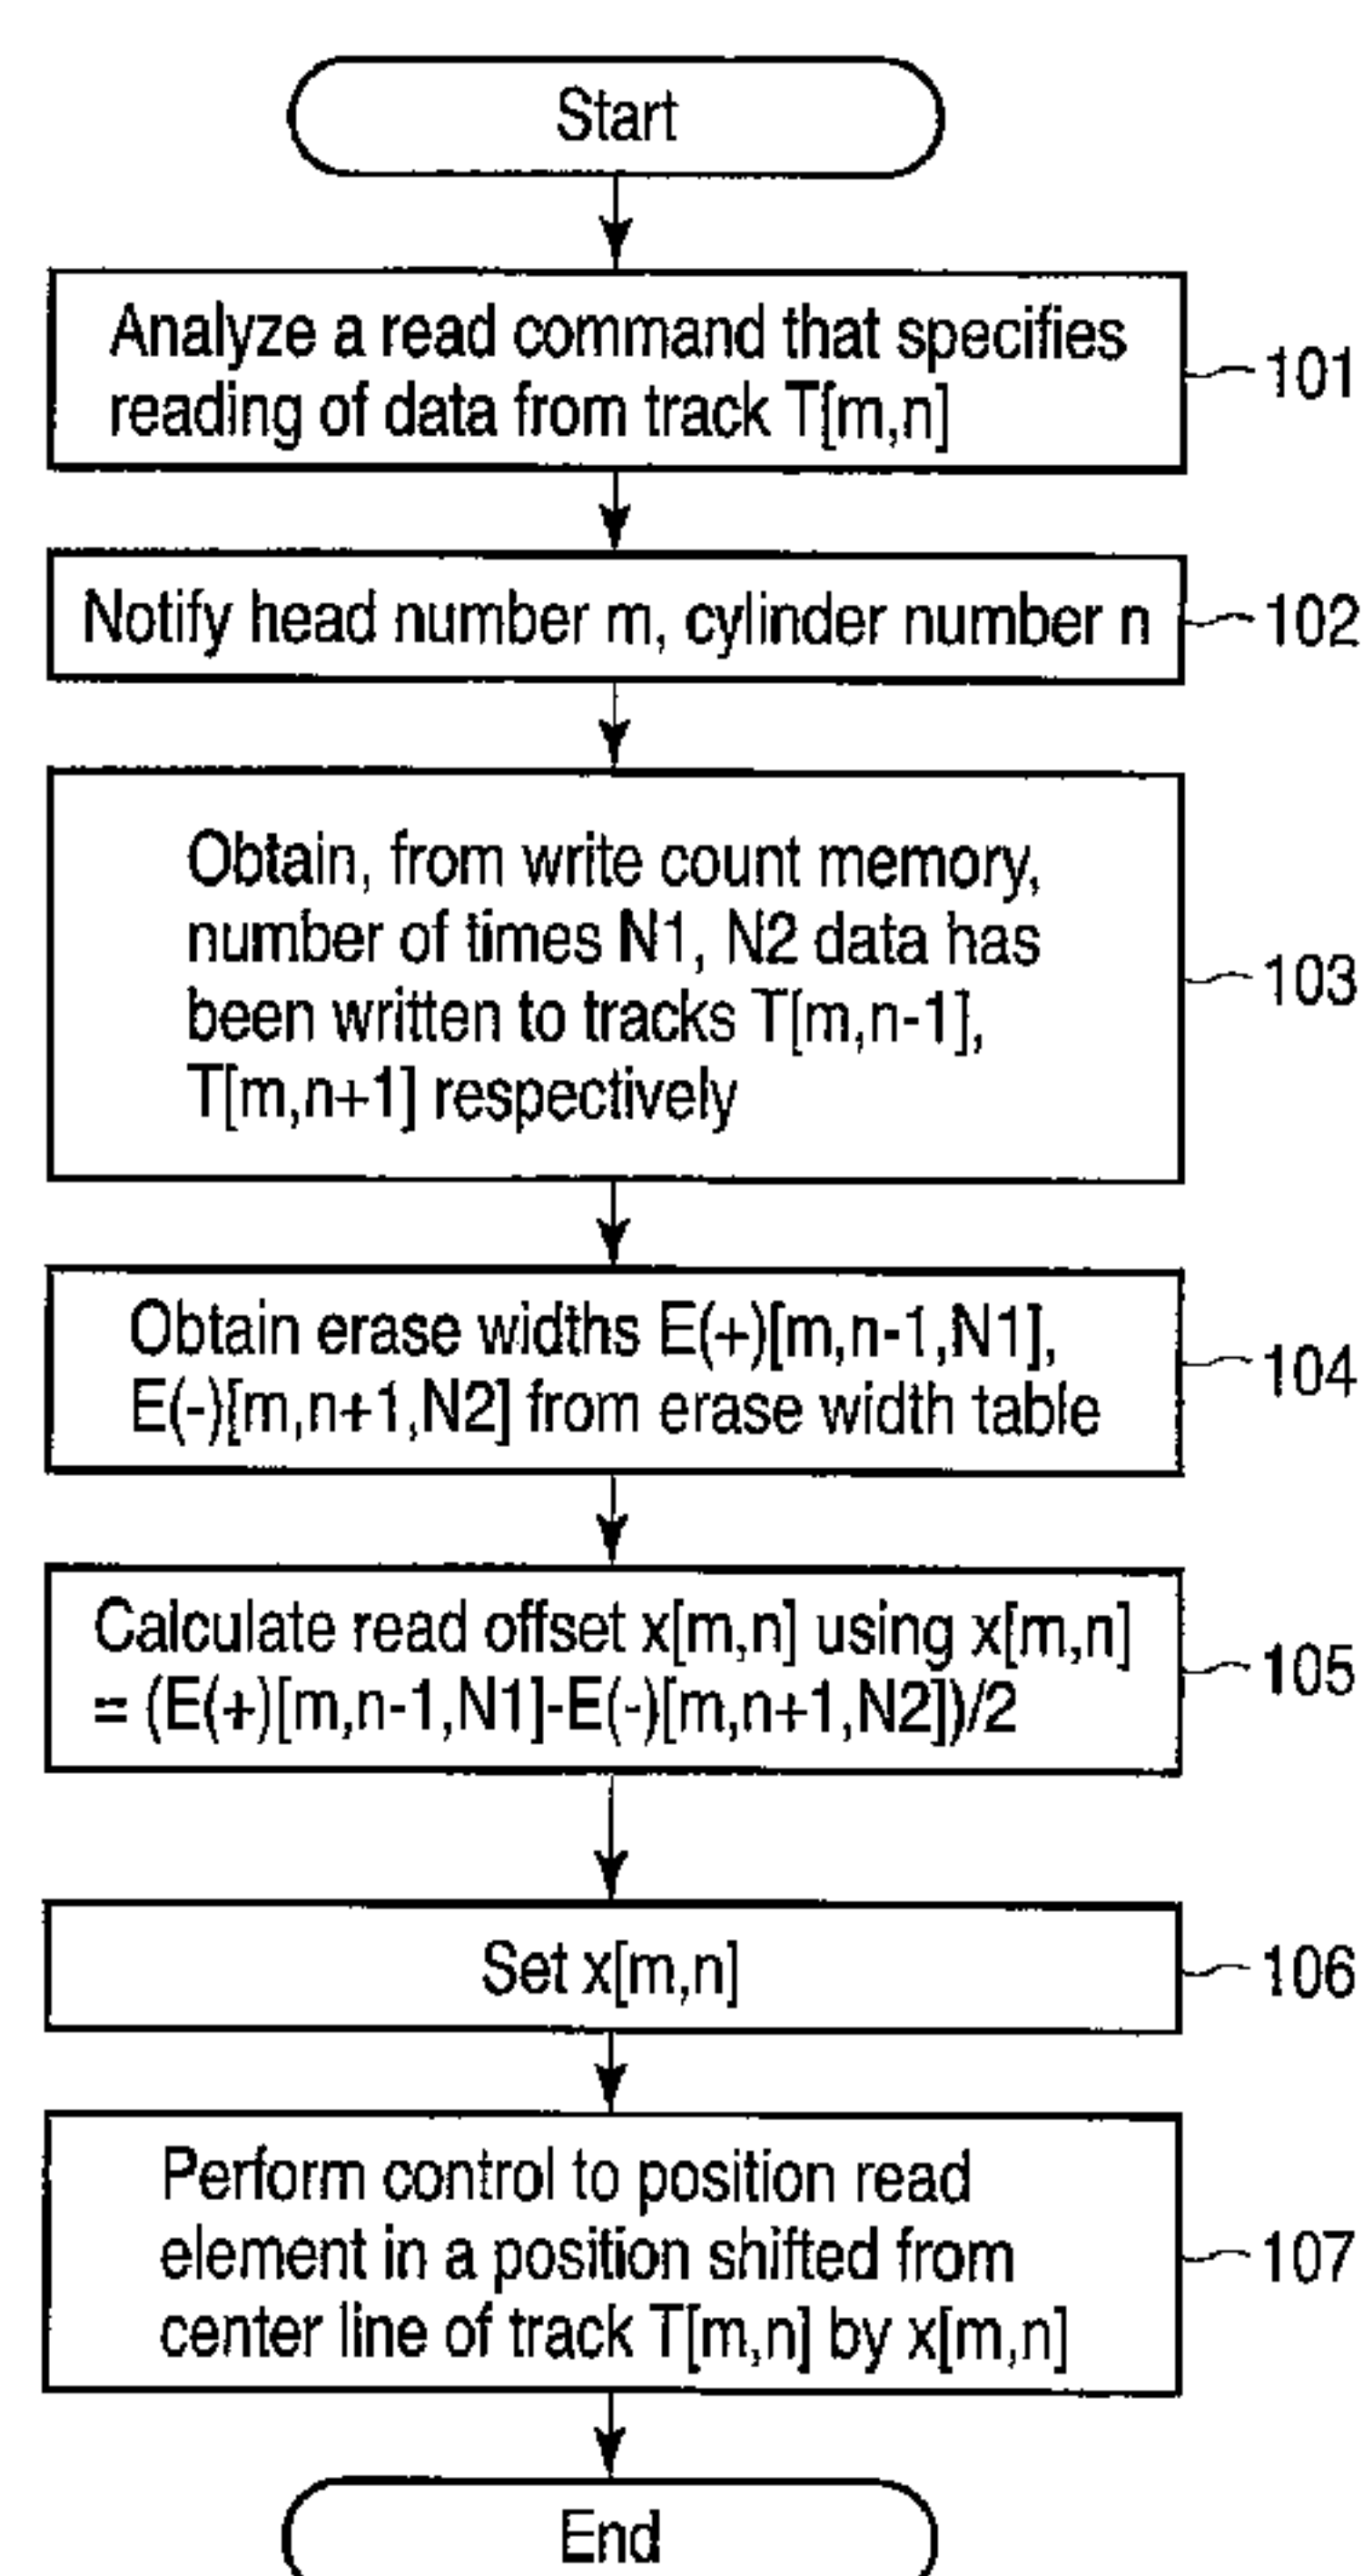 Start
Analyze a read command that specifies
reading of data from track T[m,n]
101
Notify head number m, cylinder number n
102
Obtain, from write count memory,
number of times N1, N2 data has
been written to tracks T[m,n-1],
T[m,n+1] respectively
103
Obtain erase widths E(+)[m,n-1,N1],
E(-)[m,n+1,N2] from erase width table
104
Calculate read offset x[m,n] using x[m,n]
= (E(+)[m,n-1,N1]-E(-)[m,n+1,N2])/2
105
Set x[m,n]
106
Perform control to position read
element in a position shifted from
center line of track T[m,n] by x[m,n]
107
End